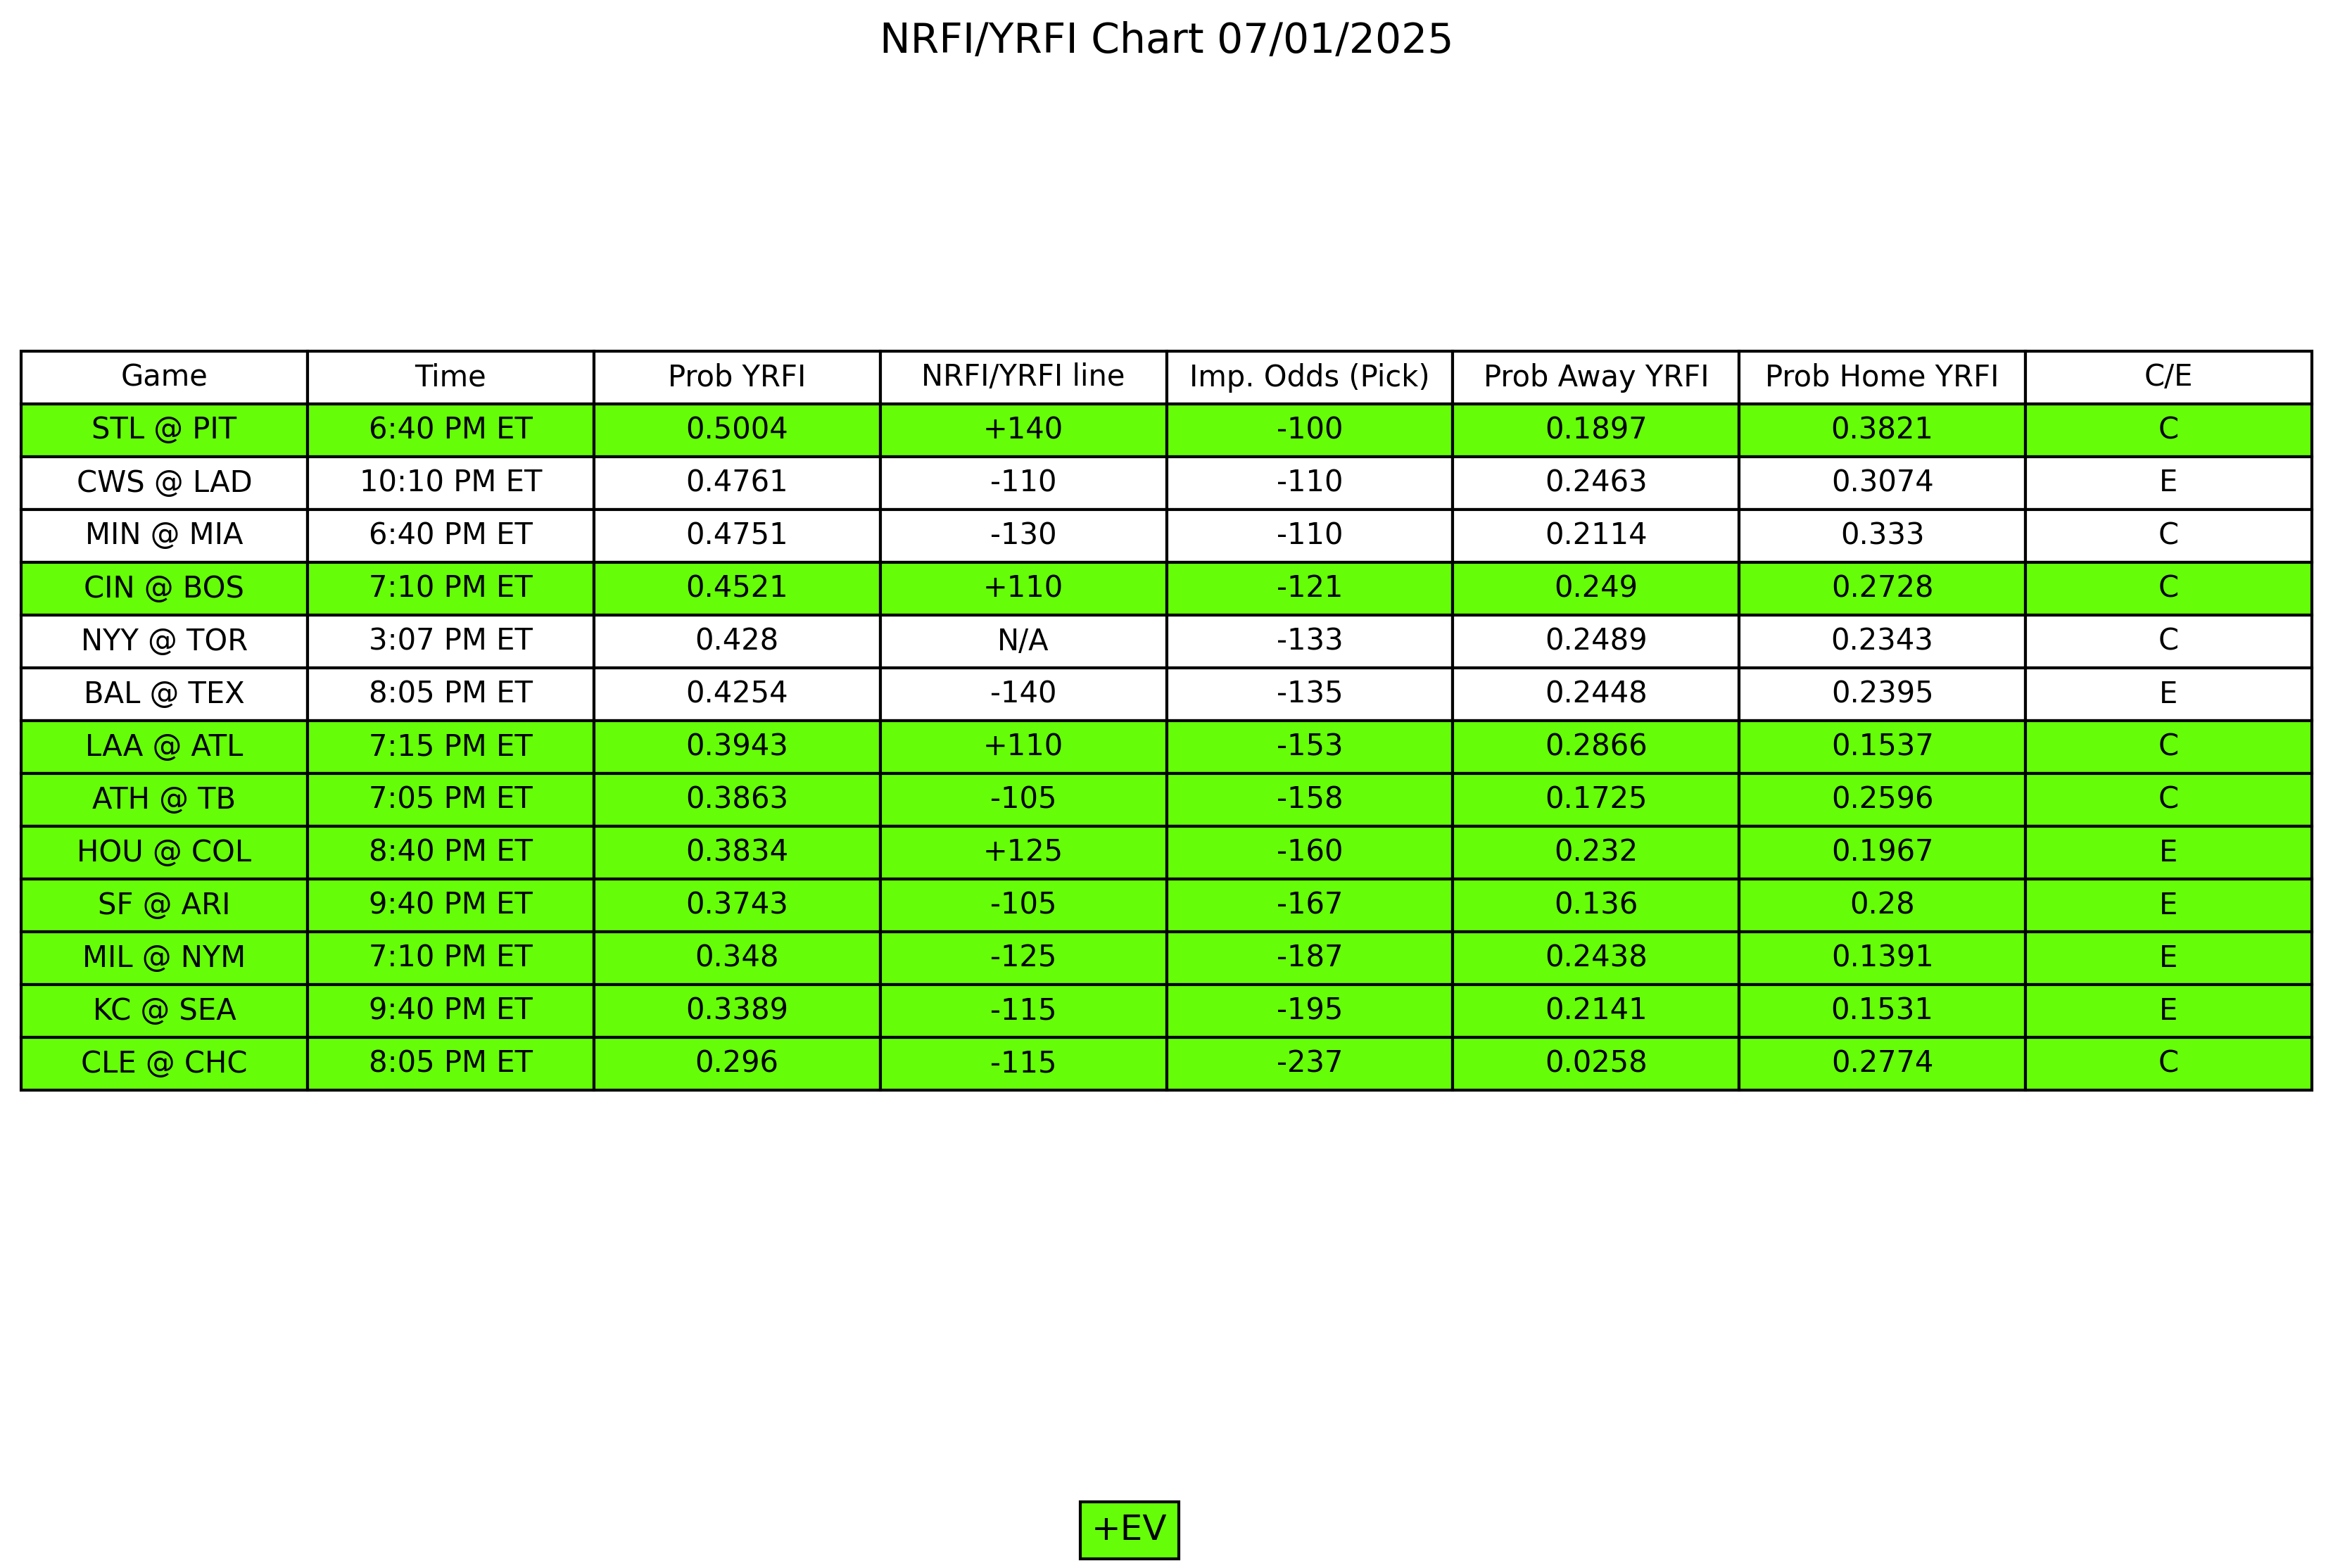 NRFI/YRFI Chart 07/01/2025
Game Time Prob YRFI NRFI/YRFI line Imp. Odds (Pick) Prob Away YRFI Prob Home YRFI C/E
STL @ PIT 6:40 PM ET 0.5004 +140 -100 0.1897 0.3821 C
CWS @ LAD 10:10 PM ET 0.4761 -110 -110 0.2463 0.3074 E
MIN @ MIA 6:40 PM ET 0.4751 -130 -110 0.2114 0.333 C
CIN @ BOS 7:10 PM ET 0.4521 +110 -121 0.249 0.2728 C
NYY @ TOR 3:07 PM ET 0.428 N/A -133 0.2489 0.2343 C
BAL @ TEX 8:05 PM ET 0.4254 -140 -135 0.2448 0.2395 E
LAA @ ATL 7:15 PM ET 0.3943 +110 -153 0.2866 0.1537 C
ATH @ TB 7:05 PM ET 0.3863 -105 -158 0.1725 0.2596 C
HOU @ COL 8:40 PM ET 0.3834 +125 -160 0.232 0.1967 E
SF @ ARI 9:40 PM ET 0.3743 -105 -167 0.136 0.28 E
MIL @ NYM 7:10 PM ET 0.348 -125 -187 0.2438 0.1391 E
KC @ SEA 9:40 PM ET 0.3389 -115 -195 0.2141 0.1531 E
CLE @ CHC 8:05 PM ET 0.296 -115 -237 0.0258 0.2774 C
+EV